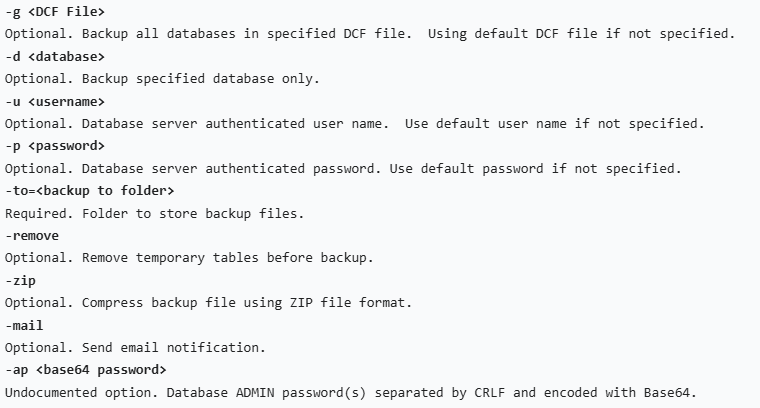 -g <DCF File>
Optional. Backup all databases in specified DCF file.  Using default DCF file if not specified.
-d <database>
Optional. Backup specified database only.
-u <username>
Optional. Database server authenticated user name.  Use default user name if not specified.
-p <password>
Optional. Database server authenticated password. Use default password if not specified.
-to=<backup to folder>
Required. Folder to store backup files.
-remove
Optional. Remove temporary tables before backup.
-zip
Optional. Compress backup file using ZIP file format.
-mail
Optional. Send email notification.
-ap <base64 password>
Undocumented option. Database ADMIN password(s) separated by CRLF and encoded with Base64.